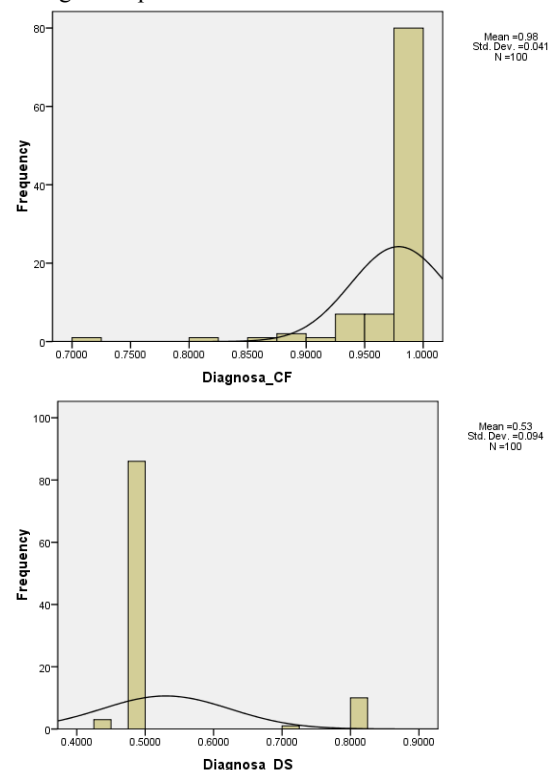 80
60
40
20
0
Frequency
0.7000 0.7500 0.8000 0.8500 0.9000 0.9500 1.0000
Diagnosa_CF
Mean =0.98
Std. Dev. =0.041
N =100
100
80
60
40
20
0
Frequency
0.4000 0.5000 0.6000 0.7000 0.8000 0.9000
Diagnosa_DS
Mean =0.53
Std. Dev. =0.094
N =100